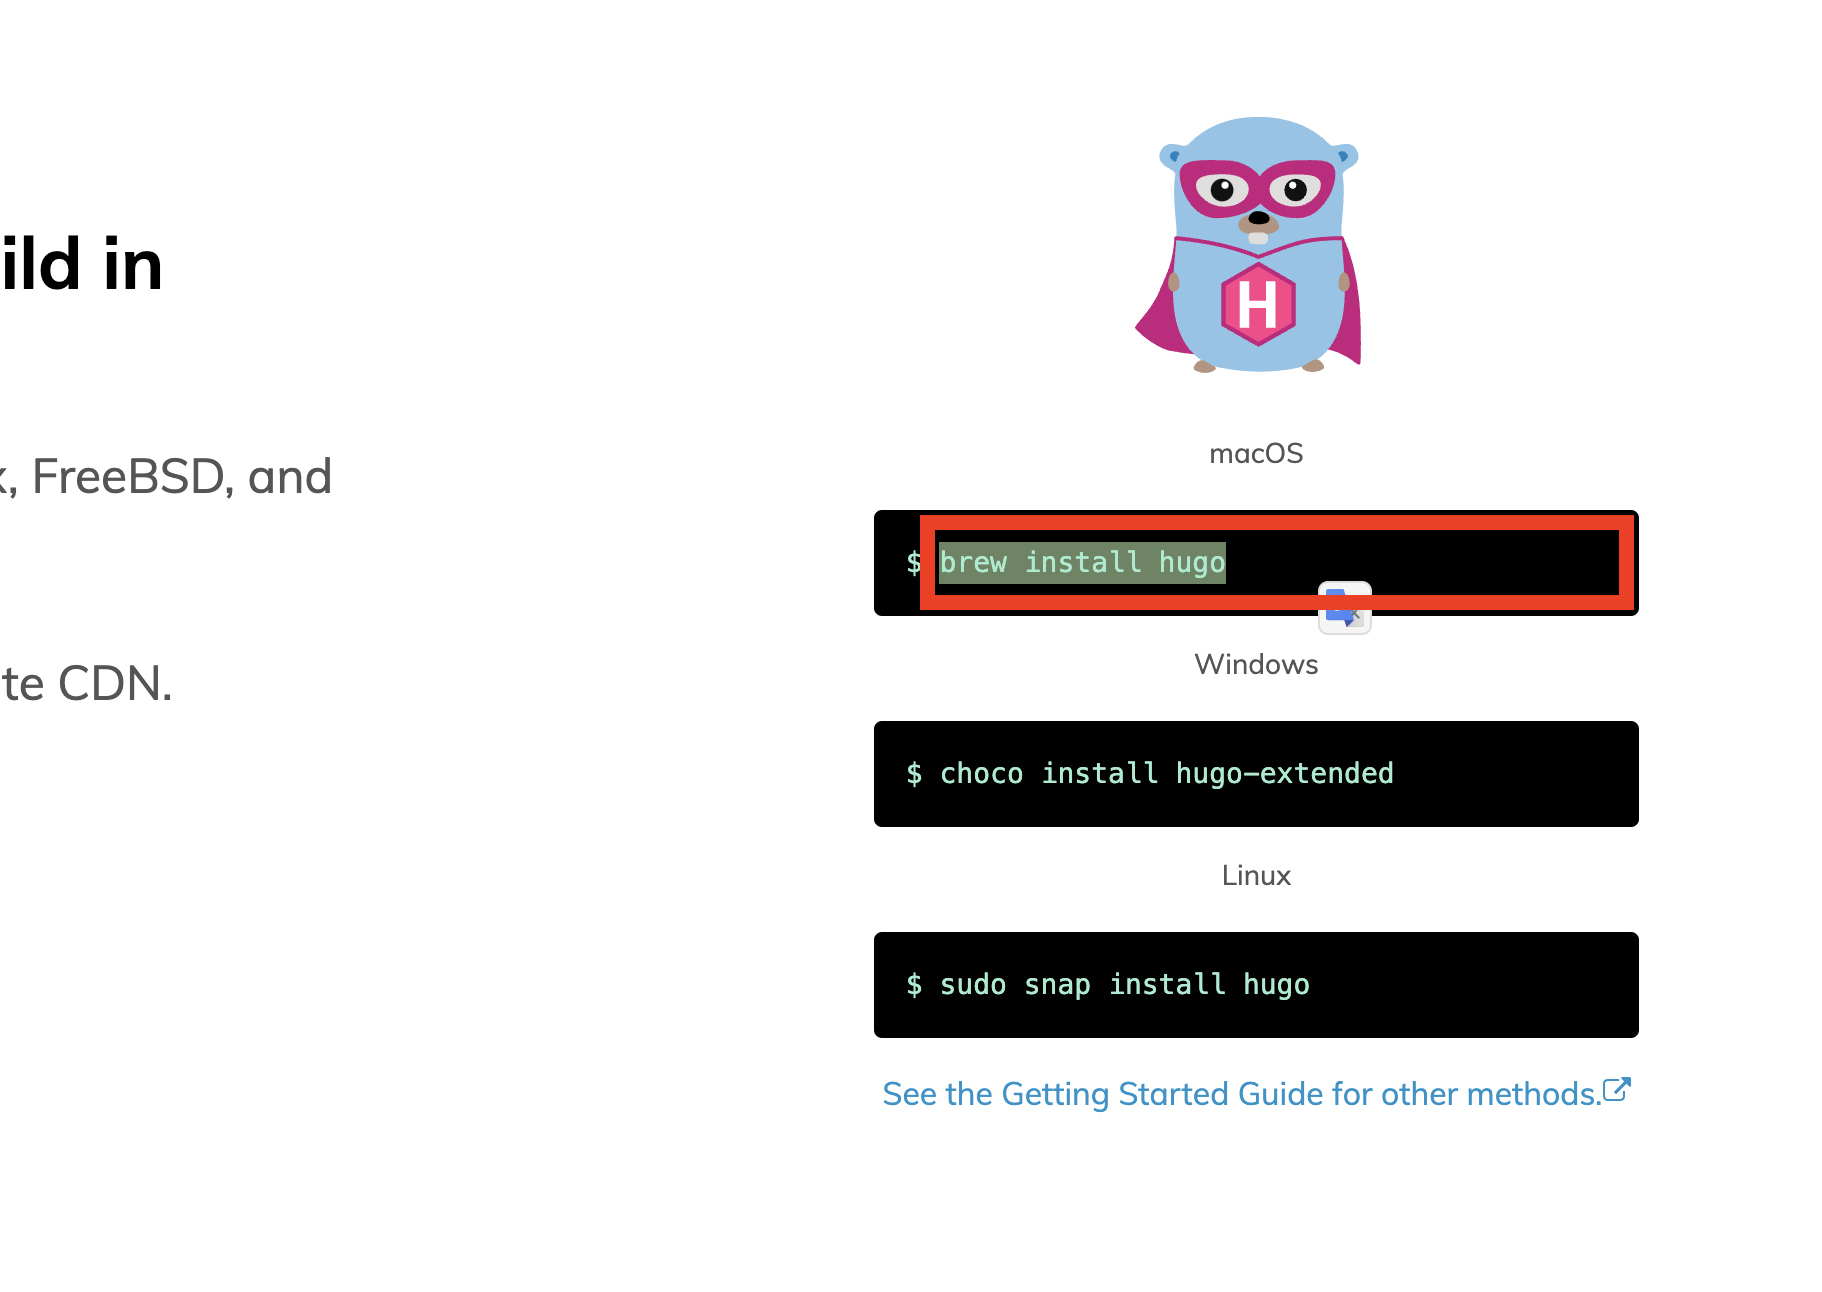 ild in
, FreeBSD, and
te CDN.
H
macOS
$ brew install hugo
Windows
$ choco install hugo-extended
Linux
$ sudo snap install hugo
See the Getting Started Guide for other methods.